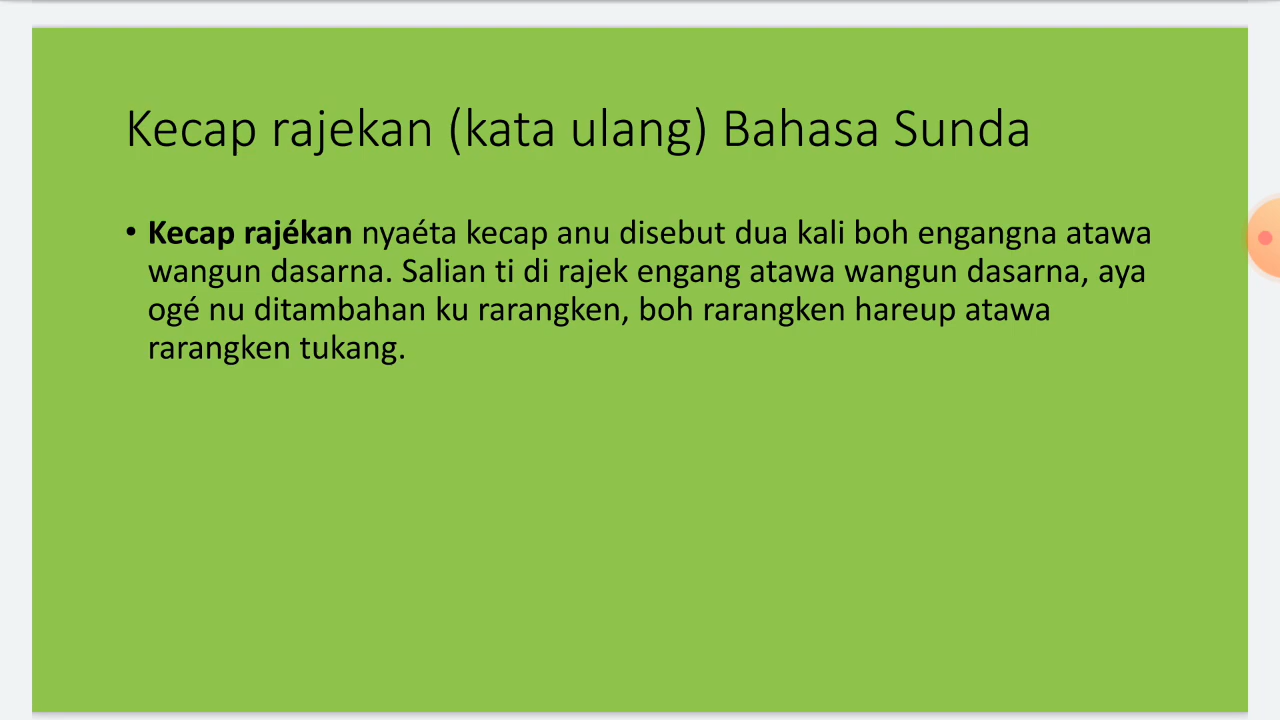 Kecap rajekan (kata ulang) Bahasa Sunda
• Kecap rajékan nyaéta kecap anu disebut dua kali boh engangna atawa
wangun dasarna. Salian ti di rajek engang atawa wangun dasarna, aya
ogé nu ditambahan ku rarangken, boh rarangken hareup atawa
rarangken tukang.